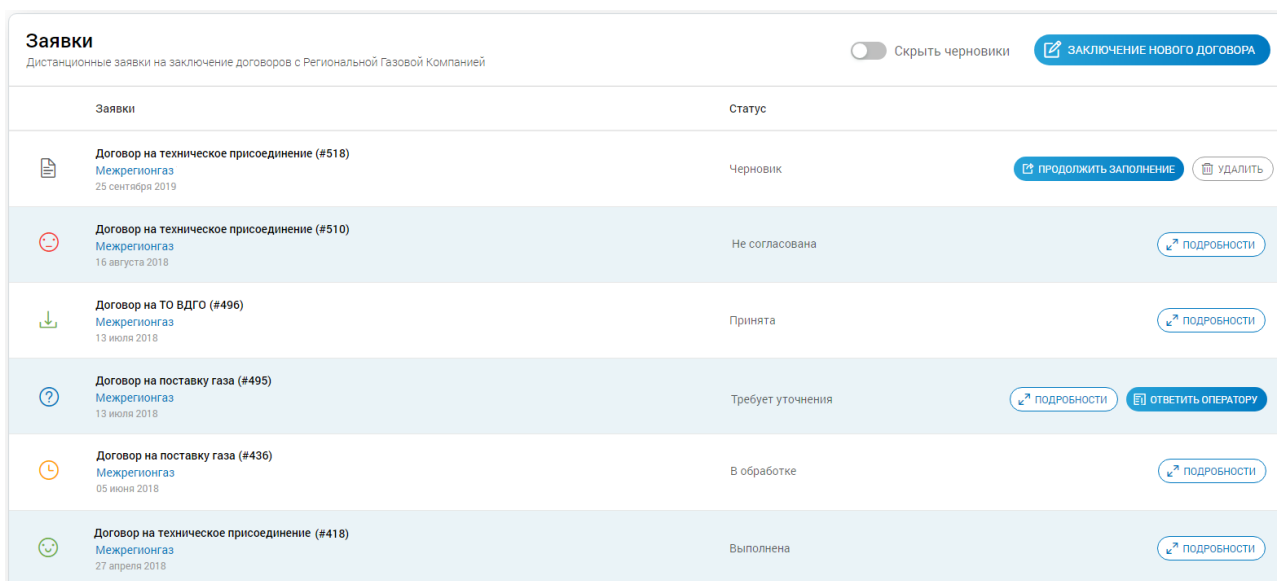 Заявки
Дистанционные заявки на заключение договоров с Региональной Газовой Компанией
Скрыть черновики
ЗАКЛЮЧЕНИЕ НОВОГО ДОГОВОРА
Заявки Статус
Договор на техническое присоединение (#518)
Межрегионгаз
25 сентября 2019
Черновик
ПРОДОЛЖИТЬ ЗАПОЛНЕНИЕ
УДАЛИТЬ
Договор на техническое присоединение (#510)
Межрегионгаз
16 августа 2018
Не согласована
ПОДРОБНОСТИ
Договор на ТО ВДГО (#496)
Межрегионгаз
13 июля 2018
Принята
ПОДРОБНОСТИ
Договор на поставку газа (#495)
Межрегионгаз
13 июля 2018
Требует уточнения
ПОДРОБНОСТИ
ОТВЕТИТЬ ОПЕРАТОРУ
Договор на поставку газа (#436)
Межрегионгаз
05 июня 2018
В обработке
ПОДРОБНОСТИ
Договор на техническое присоединение (#418)
Межрегионгаз
27 апреля 2018
Выполнена
ПОДРОБНОСТИ